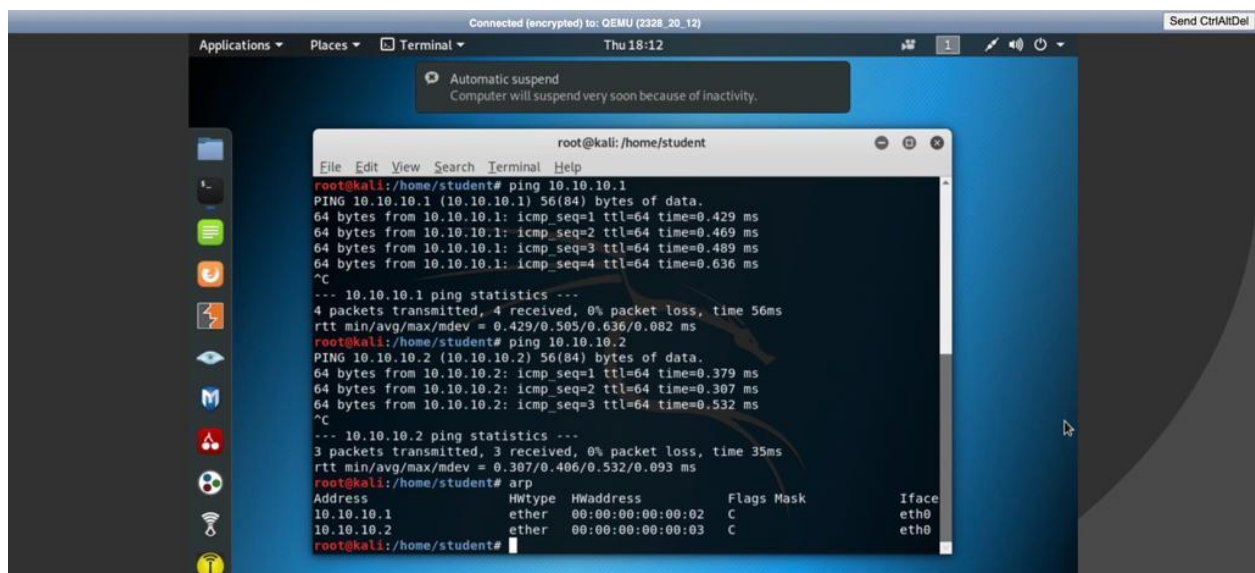 Connected (encrypted) to: QEMU (2328_20_12)
Send CtrlAltDel
Applications Places Terminal Thu 18:12 1
Automatic suspend
Computer will suspend very soon because of inactivity.
root@kali: /home/student
File Edit View Search Terminal Help
root@kali:/home/student# ping 10.10.10.1
PING 10.10.10.1 (10.10.10.1) 56(84) bytes of data.
64 bytes from 10.10.10.1: icmp_seq=1 ttl=64 time=0.429 ms
64 bytes from 10.10.10.1: icmp_seq=2 ttl=64 time=0.469 ms
64 bytes from 10.10.10.1: icmp_seq=3 ttl=64 time=0.489 ms
64 bytes from 10.10.10.1: icmp_seq=4 ttl=64 time=0.636 ms
^C
--- 10.10.10.1 ping statistics ---
4 packets transmitted, 4 received, 0% packet loss, time 56ms
rtt min/avg/max/mdev = 0.429/0.505/0.636/0.082 ms
root@kali:/home/student# ping 10.10.10.2
PING 10.10.10.2 (10.10.10.2) 56(84) bytes of data.
64 bytes from 10.10.10.2: icmp_seq=1 ttl=64 time=0.379 ms
64 bytes from 10.10.10.2: icmp_seq=2 ttl=64 time=0.307 ms
64 bytes from 10.10.10.2: icmp_seq=3 ttl=64 time=0.532 ms
^C
--- 10.10.10.2 ping statistics ---
3 packets transmitted, 3 received, 0% packet loss, time 35ms
rtt min/avg/max/mdev = 0.307/0.406/0.532/0.093 ms
root@kali:/home/student# arp
Address HWtype HWaddress Flags Mask Iface
10.10.10.1 ether 00:00:00:00:00:02 C eth0
10.10.10.2 ether 00:00:00:00:00:03 C eth0
root@kali:/home/student#